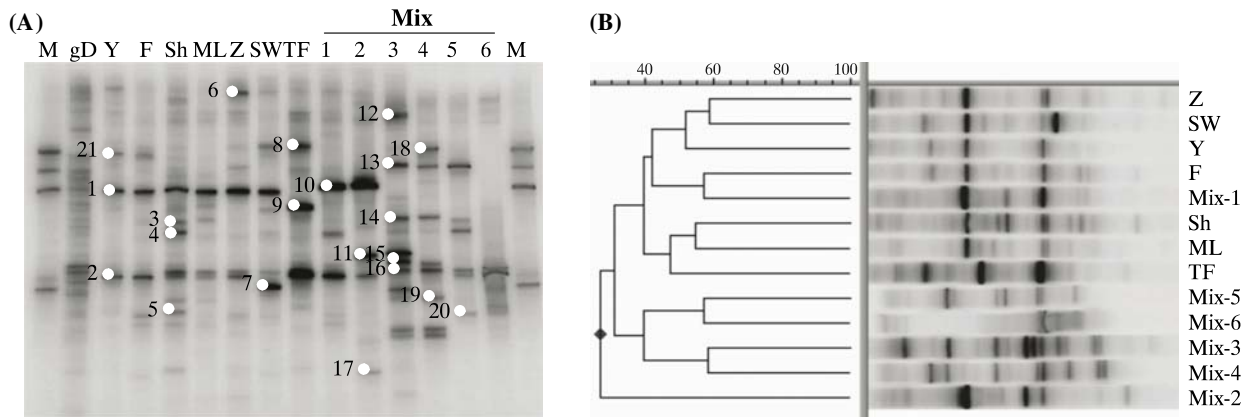 (A)
Mix
M gD Y F Sh ML Z SW TF 1 2 3 4 5 6 M
6
12
21
8
18
13
1
10
9
3
14
4
11 15
2
16
7
19
5
20
17
(B)
40 60 80 100
Z
SW
Y
F
Mix-1
Sh
ML
TF
Mix-5
Mix-6
Mix-3
Mix-4
Mix-2